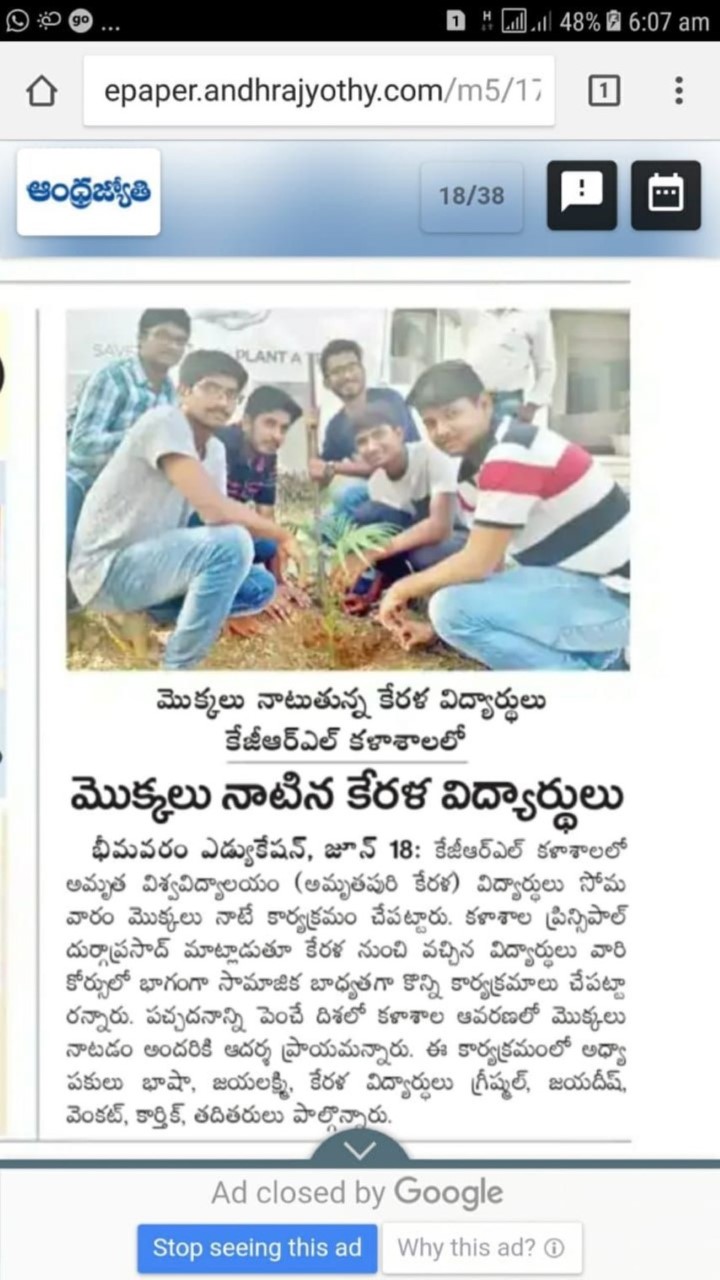 go ... 1 H 48% 6:07 am
epaper.andhrajyothy.com/m5/17
1
ఆంధ్రజ్యోతి
18/38
SAVE PLANT A
మొక్కలు నాటుతున్న కేరళ విద్యార్థులు
కేజీఆర్ఎల్ కళాశాలలో
మొక్కలు నాటిన కేరళ విద్యార్థులు
భీమవరం ఎడ్యుకేషన్, జూన్ 18: కేజీఆర్ఎల్ కళాశాలలో
అమృత విశ్వవిద్యాలయం (అమృతపురి కేరళ) విద్యార్ధులు సోమ
వారం మొక్కలు నాటే కార్యక్రమం చేపట్టారు. కళాశాల ప్రిన్సిపాల్
దుర్గాప్రసాద్ మాట్లాడుతూ కేరళ నుంచి వచ్చిన విద్యార్ధులు వారి
కోర్సులో భాగంగా సామాజిక బాధ్యతగా కొన్ని కార్యక్రమాలు చేపట్టా
రన్నారు. పచ్చదనాన్ని పెంచే దిశలో కళాశాల ఆవరణలో మొక్కలు
నాటడం అందరికి ఆదర్శ ప్రాయమన్నారు. ఈ కార్యక్రమంలో అధ్యా
పకులు భాషా, జయలక్ష్మి, కేరళ విద్యార్ధులు గ్రీష్మల్, జయదీష్,
వెంకట్, కార్తిక్, తదితరులు పాల్గొన్నారు.
Ad closed by Google
Stop seeing this ad
Why this ad?